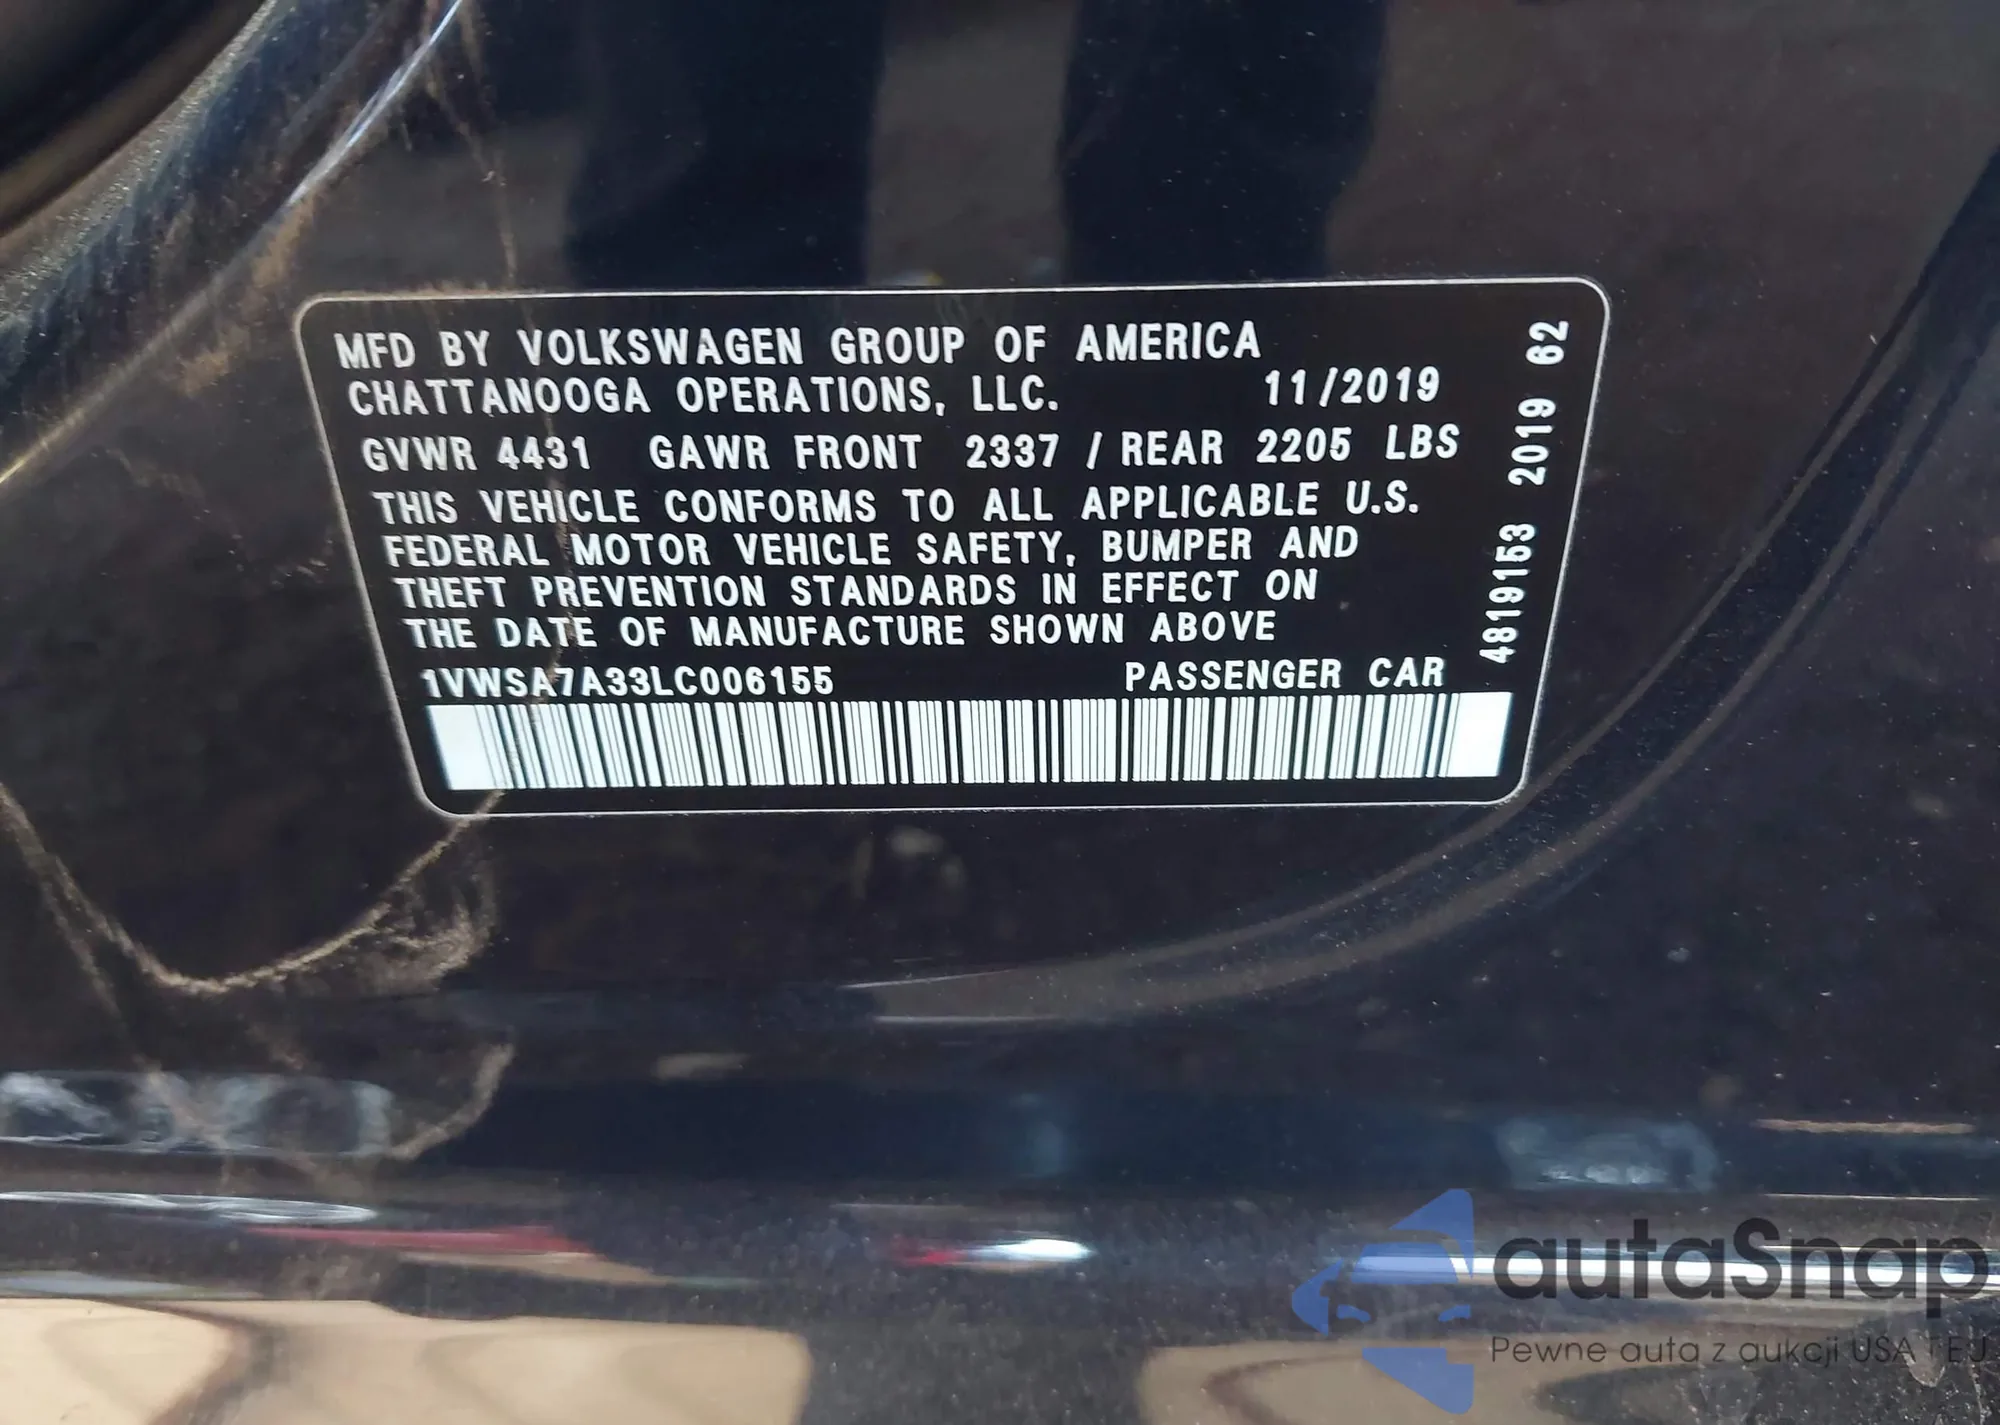 MFD BY VOLKSWAGEN GROUP OF AMERICA
CHATTANOOGA OPERATIONS, LLC. 11/2019
GVWR 4431 GAWR FRONT 2337 / REAR 2205 LBS
THIS VEHICLE CONFORMS TO ALL APPLICABLE U.S.
FEDERAL MOTOR VEHICLE SAFETY, BUMPER AND
THEFT PREVENTION STANDARDS IN EFFECT ON
THE DATE OF MANUFACTURE SHOWN ABOVE
1VWSA7A33LC006155 PASSENGER CAR
4819153 2019 62
autaSnap
Pewne auta z aukcji USA i EU